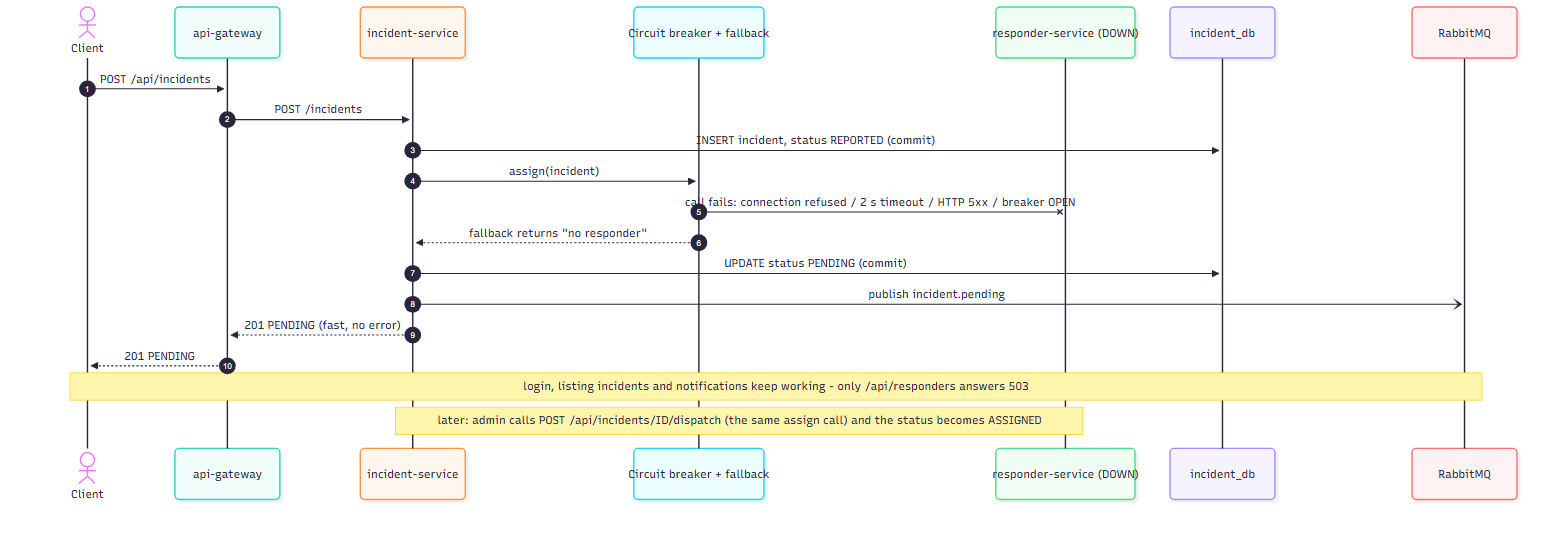 Client
api-gateway
incident-service
Circuit breaker + fallback
responder-service (DOWN)
incident_db
RabbitMQ
1
POST /api/incidents
2
POST /incidents
3
INSERT incident, status REPORTED (commit)
4
assign(incident)
5
call fails: connection refused / 2 s timeout / HTTP 5xx / breaker OPEN
6
fallback returns "no responder"
7
UPDATE status PENDING (commit)
8
publish incident.pending
9
201 PENDING (fast, no error)
10
201 PENDING
login, listing incidents and notifications keep working - only /api/responders answers 503
later: admin calls POST /api/incidents/ID/dispatch (the same assign call) and the status becomes ASSIGNED
Client
api-gateway
incident-service
Circuit breaker + fallback
responder-service (DOWN)
incident_db
RabbitMQ